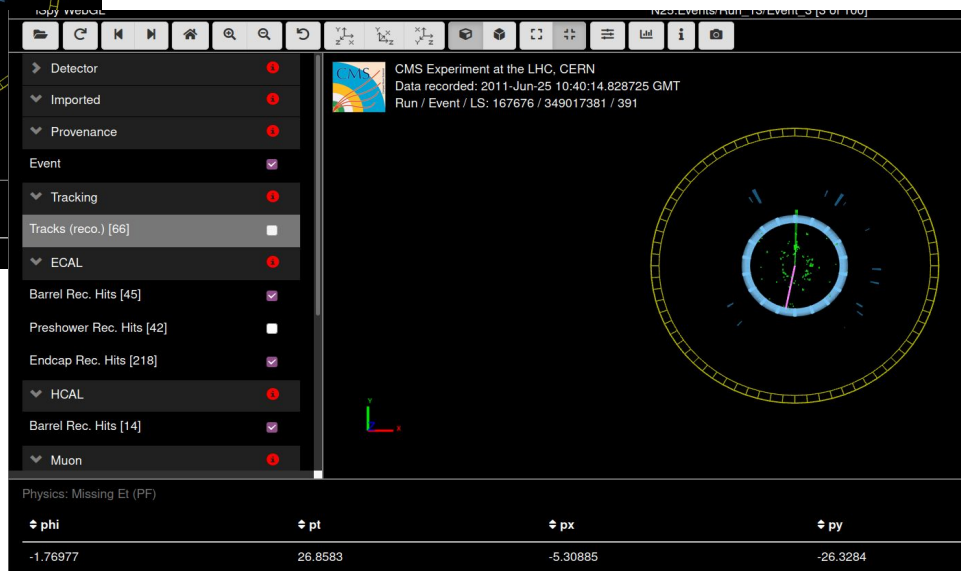 iSpy WebGL
N25.Events/Run_13/Event_3 [3 of 100]
Detector
Imported
Provenance
Event
Tracking
Tracks (reco.) [66]
ECAL
Barrel Rec. Hits [45]
Preshower Rec. Hits [42]
Endcap Rec. Hits [218]
HCAL
Barrel Rec. Hits [14]
Muon
CMS
CMS Experiment at the LHC, CERN
Data recorded: 2011-Jun-25 10:40:14.828725 GMT
Run / Event / LS: 167676 / 349017381 / 391
Y
X
Physics: Missing Et (PF)
phi pt px py
-1.76977 26.8583 -5.30885 -26.3284